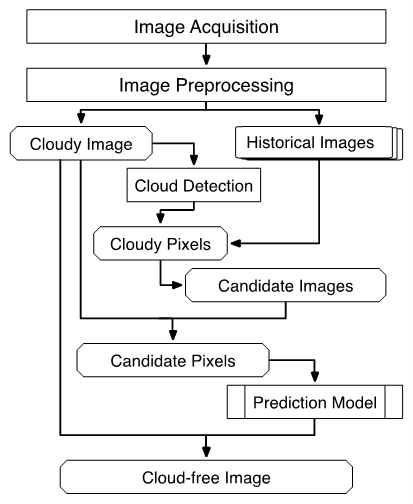 Image Acquisition
Image Preprocessing
Cloudy Image
Historical Images
Cloud Detection
Cloudy Pixels
Candidate Images
Candidate Pixels
Prediction Model
Cloud-free Image